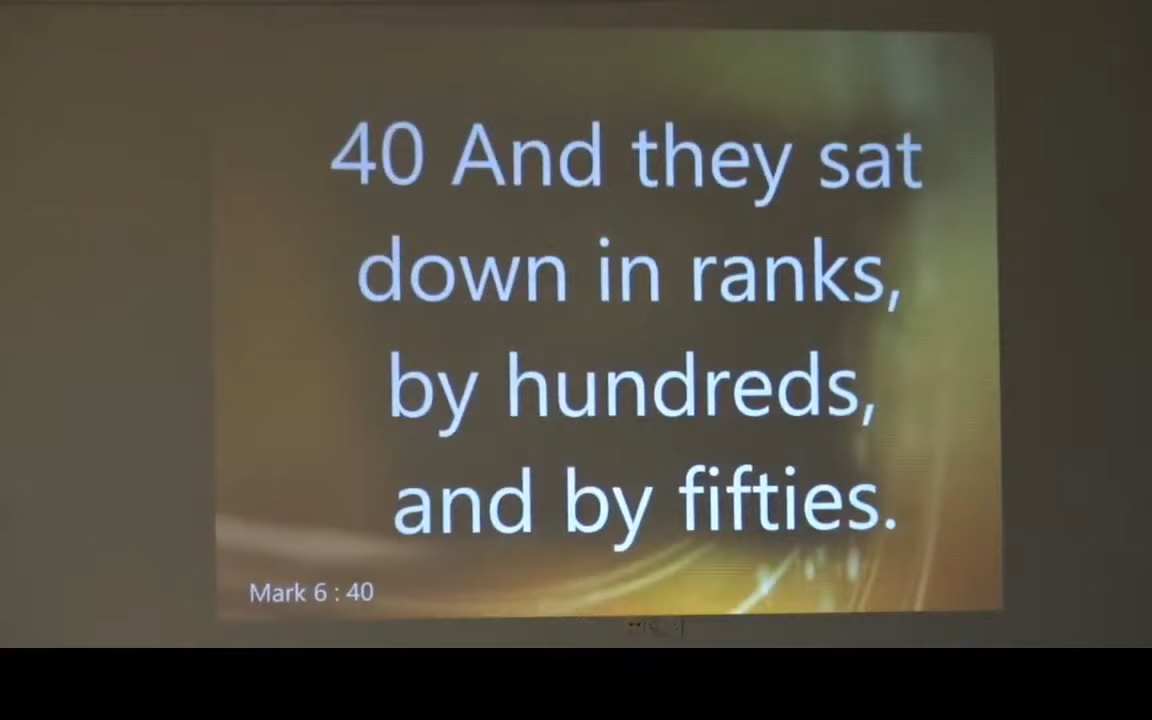 40 And they sat
down in ranks,
by hundreds,
and by fifties.
Mark 6 : 40